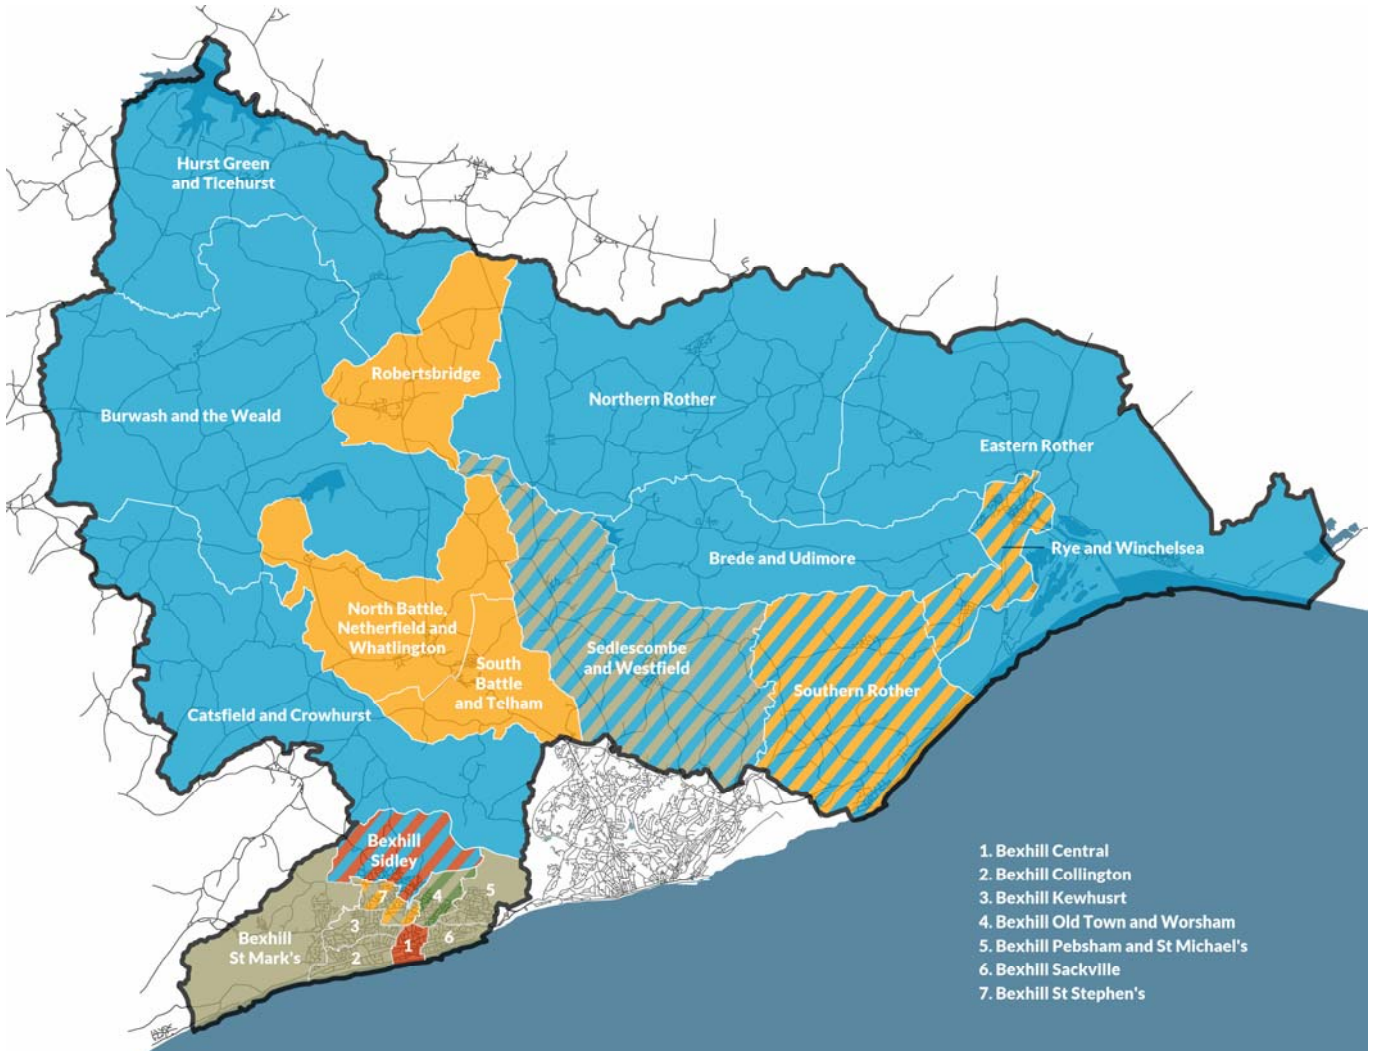 Hurst Green
and Ticehurst
Robertsbridge
Northern Rother
Burwash and the Weald
Eastern Rother
Rye and Winchelsea
Brede and Udimore
North Battle,
Netherfield and
Whatlington
Sedlescombe
and Westfield
South
Battle
and Telham
Southern Rother
Catsfield and Crowhurst
Bexhill
Sidley
7
4
5
3
Bexhill
St Mark's
2
1
6
1. Bexhill Central
2. Bexhill Collington
3. Bexhill Kewhusrt
4. Bexhill Old Town and Worsham
5. Bexhill Pebsham and St Michael's
6. Bexhill Sackville
7. Bexhill St Stephen's